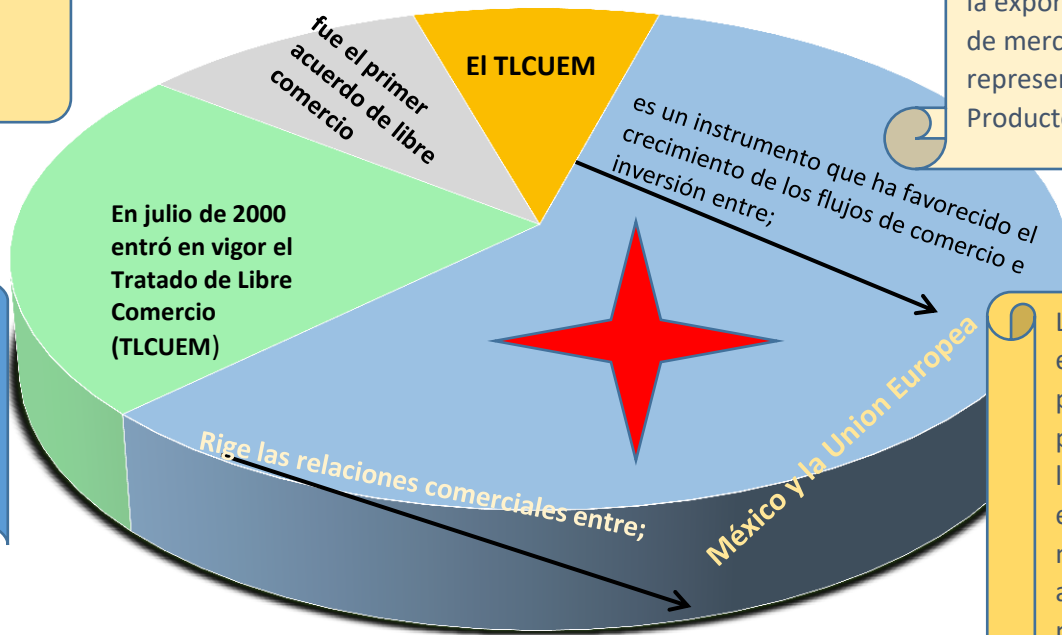 la expor
de merc
represen
Producto
El TLCUEM
fue el primer
acuerdo de libre
comercio
es un instrumento que ha favorecido el
crecimiento de los flujos de comercio e
inversión entre;
En julio de 2000
entró en vigor el
Tratado de Libre
Comercio
(TLCUEM)
México y la Union Europea
Rige las relaciones comerciales entre;